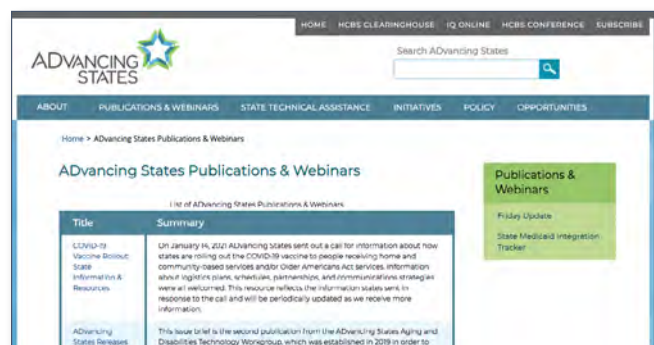 HOME HCBS CLEARINGHOUSE IQ ONLINE HCBS CONFERENCE SUBSCRIBE
ADVANCING
STATES
Search ADvancing States
ABOUT PUBLICATIONS & WEBINARS STATE TECHNICAL ASSISTANCE INITIATIVES POLICY OPPORTUNITIES
Home > ADvancing States Publications & Webinars
ADvancing States Publications & Webinars
Publications &
Webinars
List of ADvancing States Publications & Webinars
Friday Update
State Medicaid Integration
Tracker
Title Summary
COVID-19
Vaccine Rollout:
State
Information &
Resources
On January 14, 2021 ADvancing States sent out a call for information about how
states are rolling out the COVID-19 vaccine to people receiving home and
community-based services and/or Older Americans Act services. Information
about logistics plans, schedules, partnerships, and communications strategies
were all welcomed. This resource reflects the information states sent in
response to the call and will be periodically updated as we receive more
information.
ADvancing
States Releases
This issue brief is the second publication from the ADvancing States Aging and
Disabilities Technology Workgroup, which was established in 2019 in order to